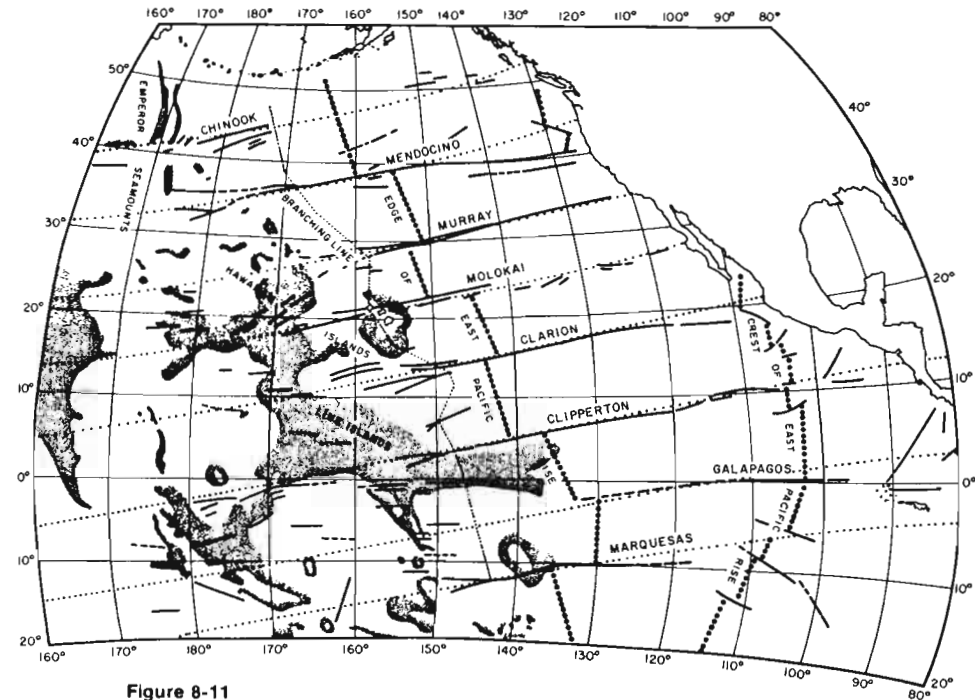 160° 170° 180° 170° 160° 150° 140° 130° 120° 110° 100° 90° 80°
50°
40°
30°
20°
10°
0°
10°
20°
40°
30°
20°
10°
0°
10°
20°
EMPEROR
SEAMOUNTS
CHINOOK
MENDOCINO
BRANCHING LINE
EDGE
OF
EAST
PACIFIC
MURRAY
MOLOKAI
ISLANDS
CLARION
LINE ISLANDS
CLIPPERTON
GALAPAGOS
MARQUESAS
CREST
OF
EAST
PACIFIC
RISE
160° 170° 180° 170° 160° 150° 140° 130° 120° 110° 100° 90° 80°
Figure 8-11